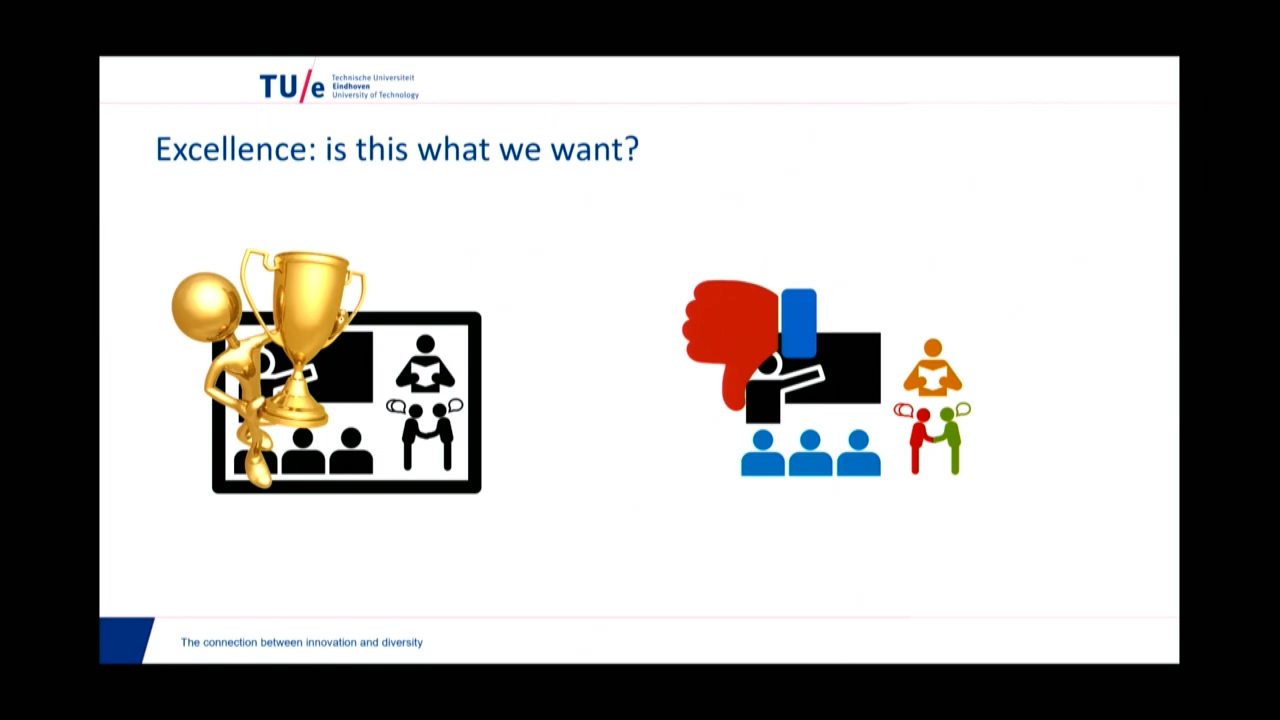 TU/e
Technische Universiteit
Eindhoven
University of Technology
Excellence: is this what we want?
The connection between innovation and diversity